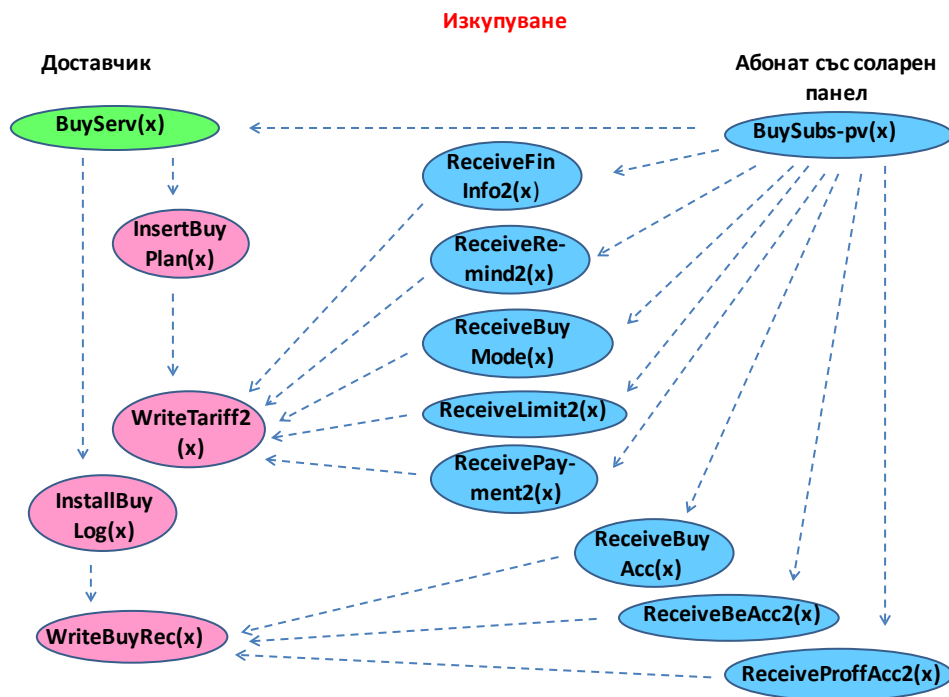 Изкупуване
Доставчик
Абонат със соларен
панел
BuyServ(x)
BuySubs-pv(x)
ReceiveFin
Info2(x)
InsertBuy
Plan(x)
ReceiveRe-
mind2(x)
ReceiveBuy
Mode(x)
WriteTariff2
(x)
ReceiveLimit2(x)
ReceivePay-
ment2(x)
InstallBuy
Log(x)
ReceiveBuy
Acc(x)
ReceiveBeAcc2(x)
WriteBuyRec(x)
ReceiveProffAcc2(x)